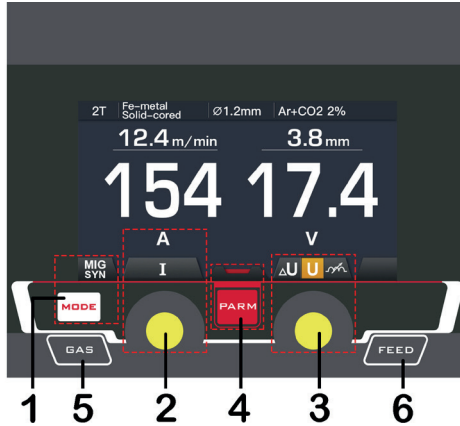 2T Fe-metal Solid-cored Ø1.2mm Ar+CO2 2%
12.4 m/min 3.8 mm
154 17.4
A V
MIG SYN I ΔU U
MODE PARM
GAS FEED
1 5 2 4 3 6